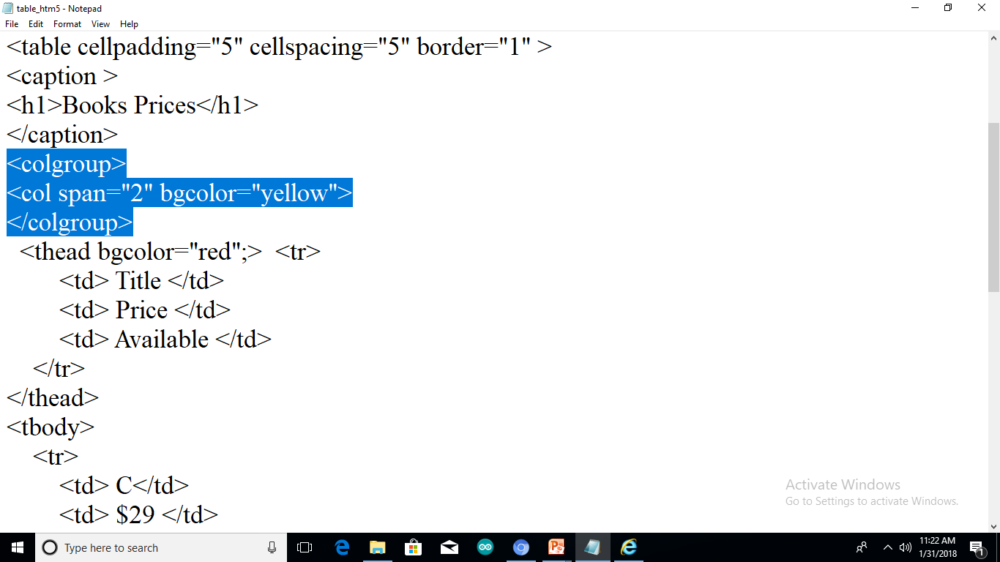 table_htm5 - Notepad
File Edit Format View Help
<table cellpadding="5" cellspacing="5" border="1" >
<caption >
<h1>Books Prices</h1>
</caption>
<colgroup>
<col span="2" bgcolor="yellow">
</colgroup>
<thead bgcolor="red";> <tr>
<td> Title </td>
<td> Price </td>
<td> Available </td>
</tr>
</thead>
<tbody>
<tr>
<td> C</td>
<td> $29 </td>
Activate Windows
Go to Settings to activate Windows.
Type here to search
11:22 AM
1/31/2018
1